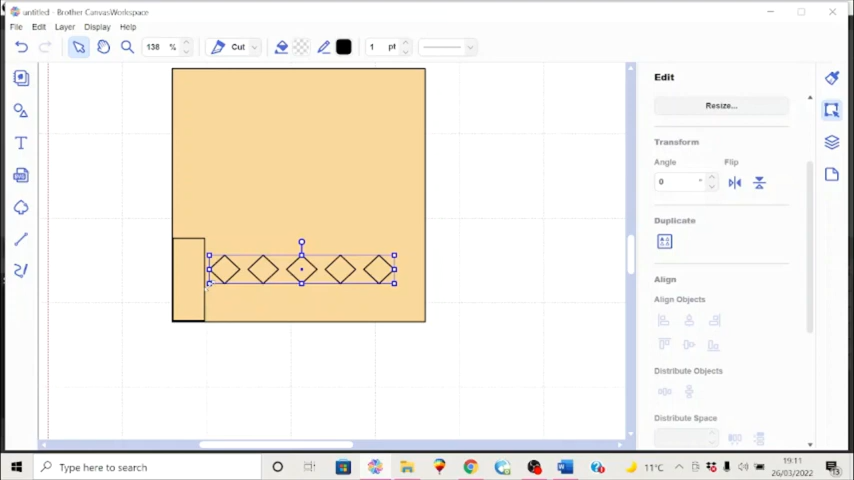 untitled - Brother CanvasWorkspace
File Edit Layer Display Help
138 % Cut 1 pt
Edit
Resize...
Transform
Angle Flip
0 °
Duplicate
Align
Align Objects
Distribute Objects
Distribute Space
Type here to search
11°C
19:11
26/03/2022